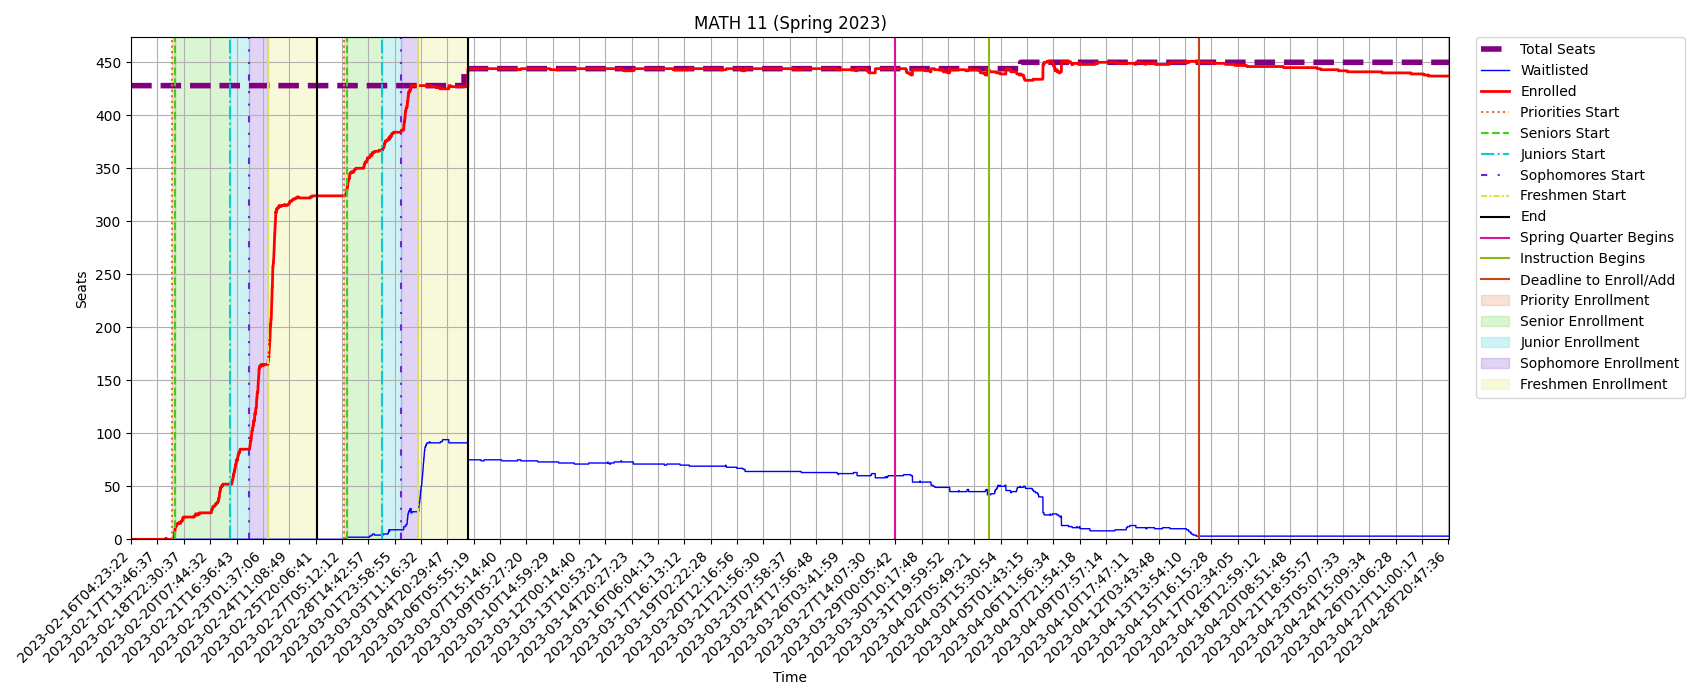 MATH 11 (Spring 2023)
Seats
450
400
350
300
250
200
150
100
50
0
2023-02-16T04:23:22
2023-02-17T13:46:37
2023-02-18T22:30:37
2023-02-20T07:44:32
2023-02-21T16:36:43
2023-02-23T01:37:06
2023-02-24T11:08:49
2023-02-25T20:06:41
2023-02-27T05:12:12
2023-02-28T14:42:57
2023-03-01T23:58:55
2023-03-03T11:16:32
2023-03-04T20:29:47
2023-03-06T05:55:19
2023-03-07T15:14:40
2023-03-09T05:27:20
2023-03-10T14:59:29
2023-03-12T00:14:40
2023-03-13T10:53:21
2023-03-14T20:27:23
2023-03-16T06:04:13
2023-03-17T16:13:12
2023-03-19T02:22:28
2023-03-20T12:16:56
2023-03-21T21:56:30
2023-03-23T07:58:37
2023-03-24T17:56:48
2023-03-26T03:41:59
2023-03-27T14:07:30
2023-03-29T00:05:42
2023-03-30T10:17:48
2023-03-31T19:59:52
2023-04-02T05:49:21
2023-04-03T15:30:54
2023-04-05T01:43:15
2023-04-06T11:56:34
2023-04-07T21:54:18
2023-04-09T07:57:14
2023-04-10T17:47:11
2023-04-12T03:43:48
2023-04-13T13:54:10
2023-04-15T16:15:28
2023-04-17T02:34:05
2023-04-18T12:59:12
2023-04-20T08:51:48
2023-04-21T18:55:57
2023-04-23T05:07:33
2023-04-24T15:09:34
2023-04-26T01:06:28
2023-04-27T11:00:17
2023-04-28T20:47:36
Time
Total Seats
Waitlisted
Enrolled
Priorities Start
Seniors Start
Juniors Start
Sophomores Start
Freshmen Start
End
Spring Quarter Begins
Instruction Begins
Deadline to Enroll/Add
Priority Enrollment
Senior Enrollment
Junior Enrollment
Sophomore Enrollment
Freshmen Enrollment